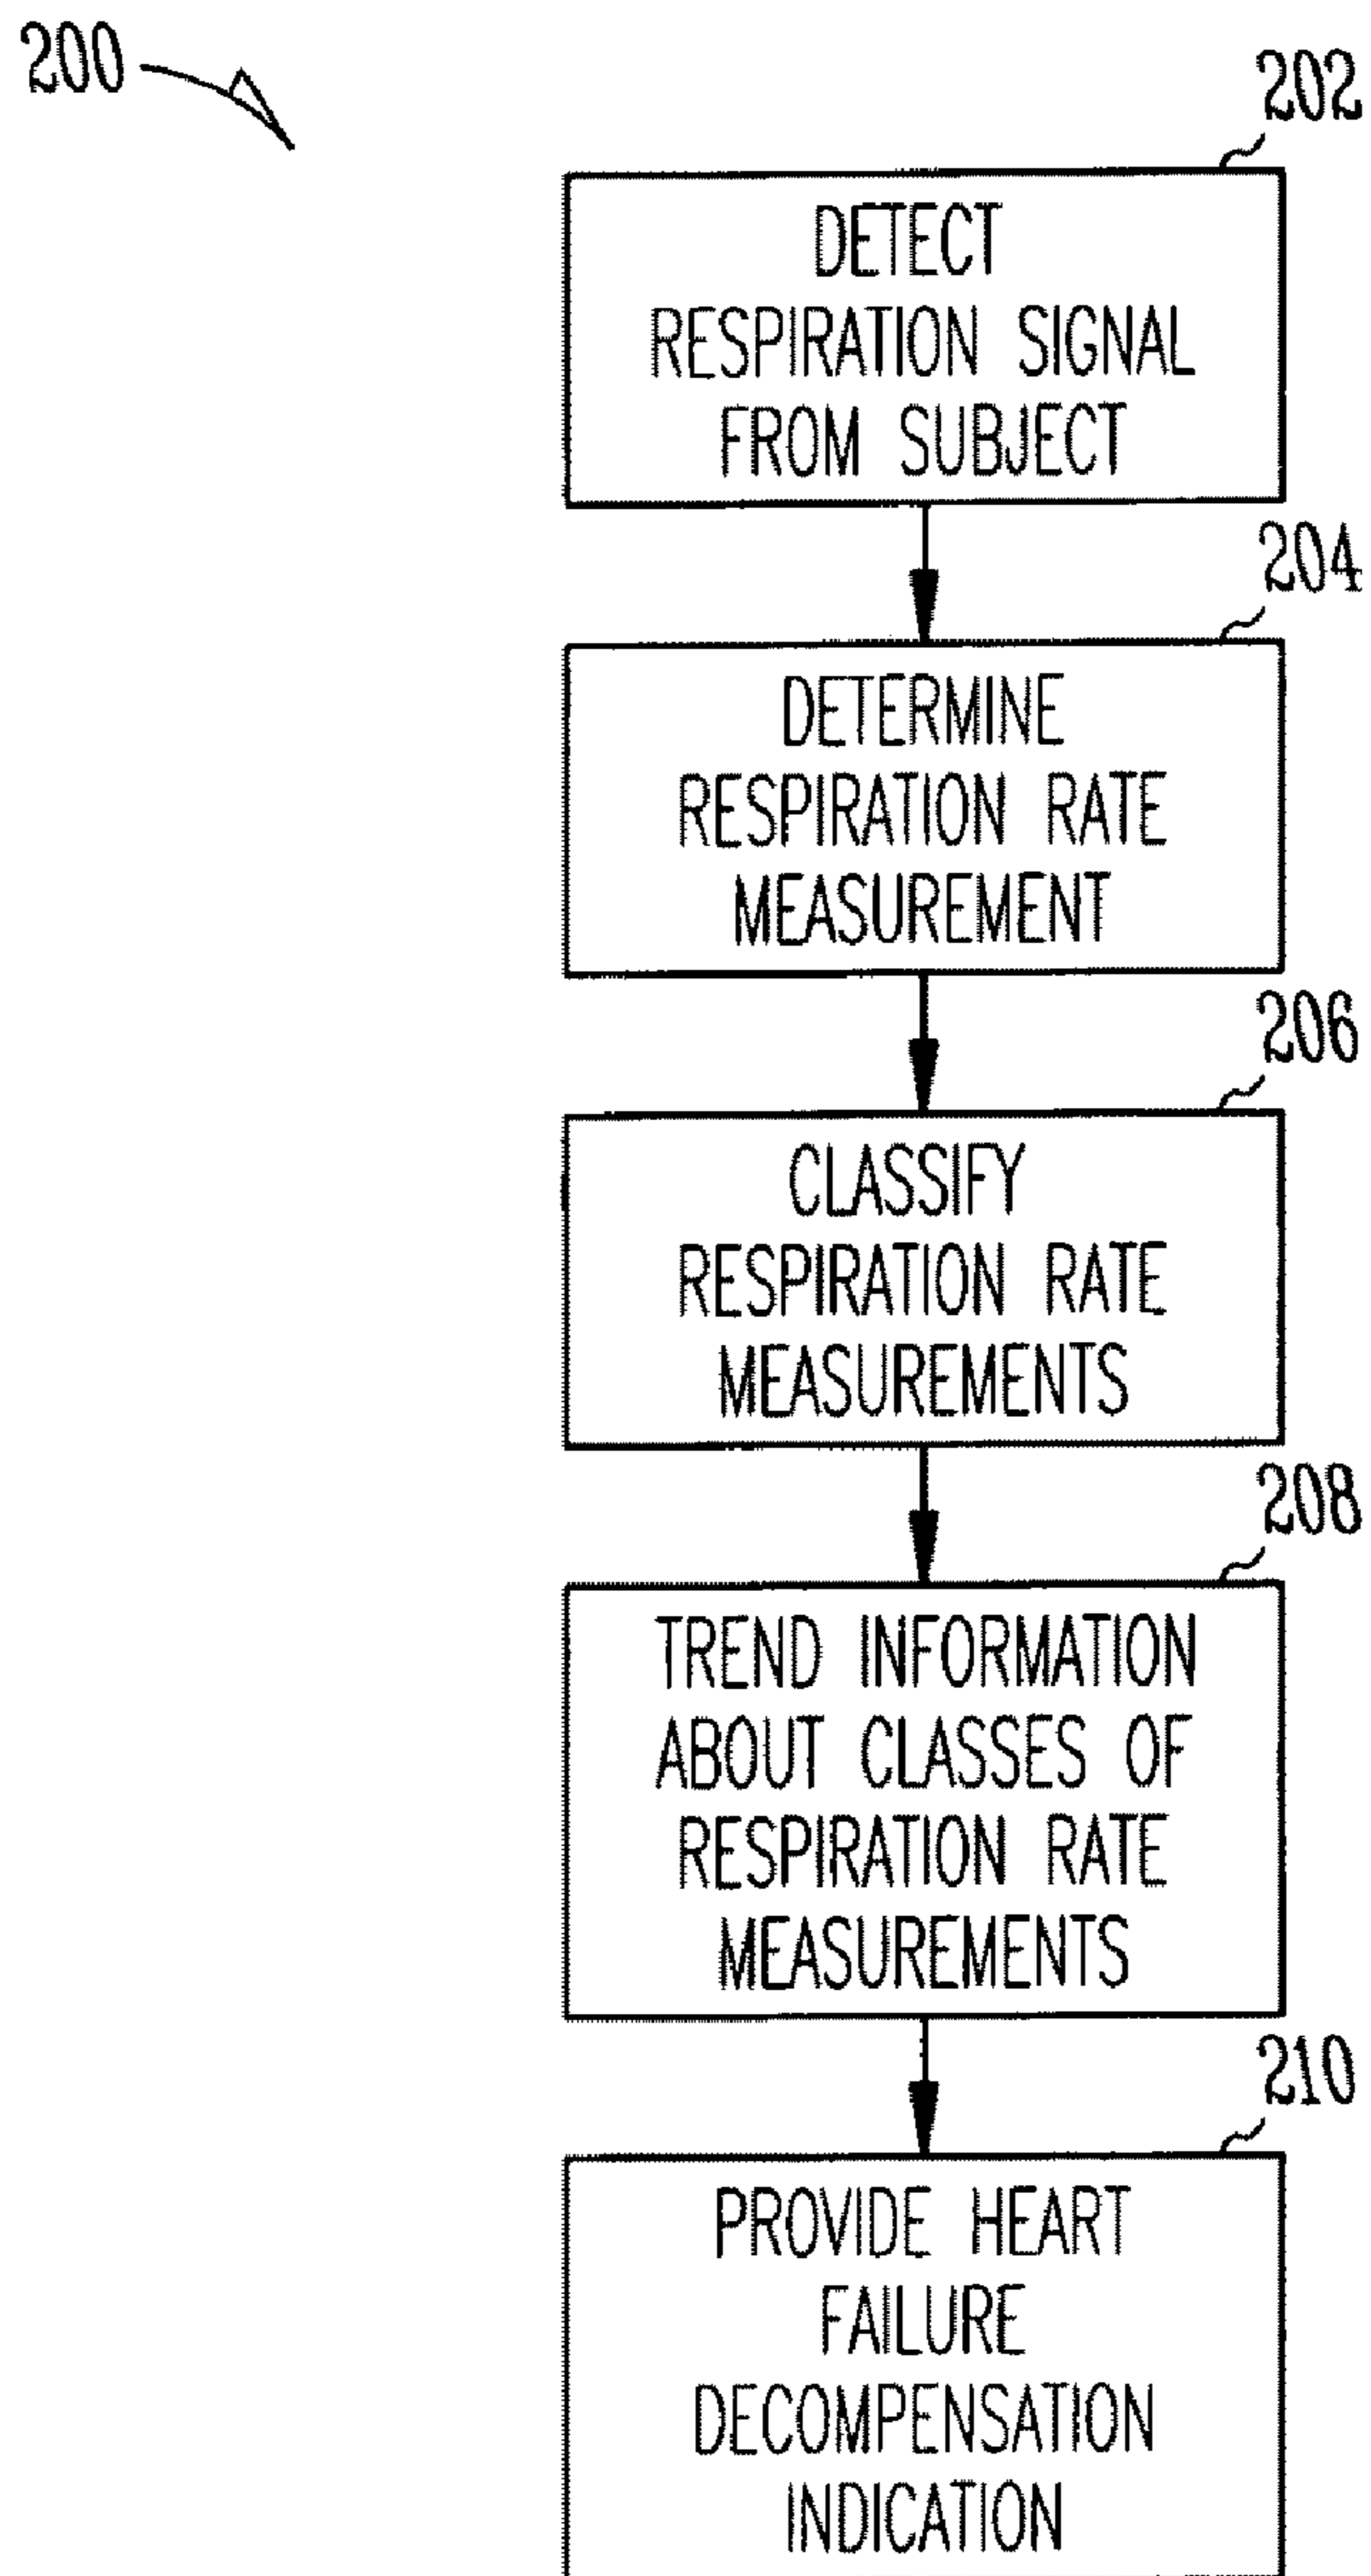 200
202
DETECT
RESPIRATION SIGNAL
FROM SUBJECT
204
DETERMINE
RESPIRATION RATE
MEASUREMENT
206
CLASSIFY
RESPIRATION RATE
MEASUREMENTS
208
TREND INFORMATION
ABOUT CLASSES OF
RESPIRATION RATE
MEASUREMENTS
210
PROVIDE HEART
FAILURE
DECOMPENSATION
INDICATION